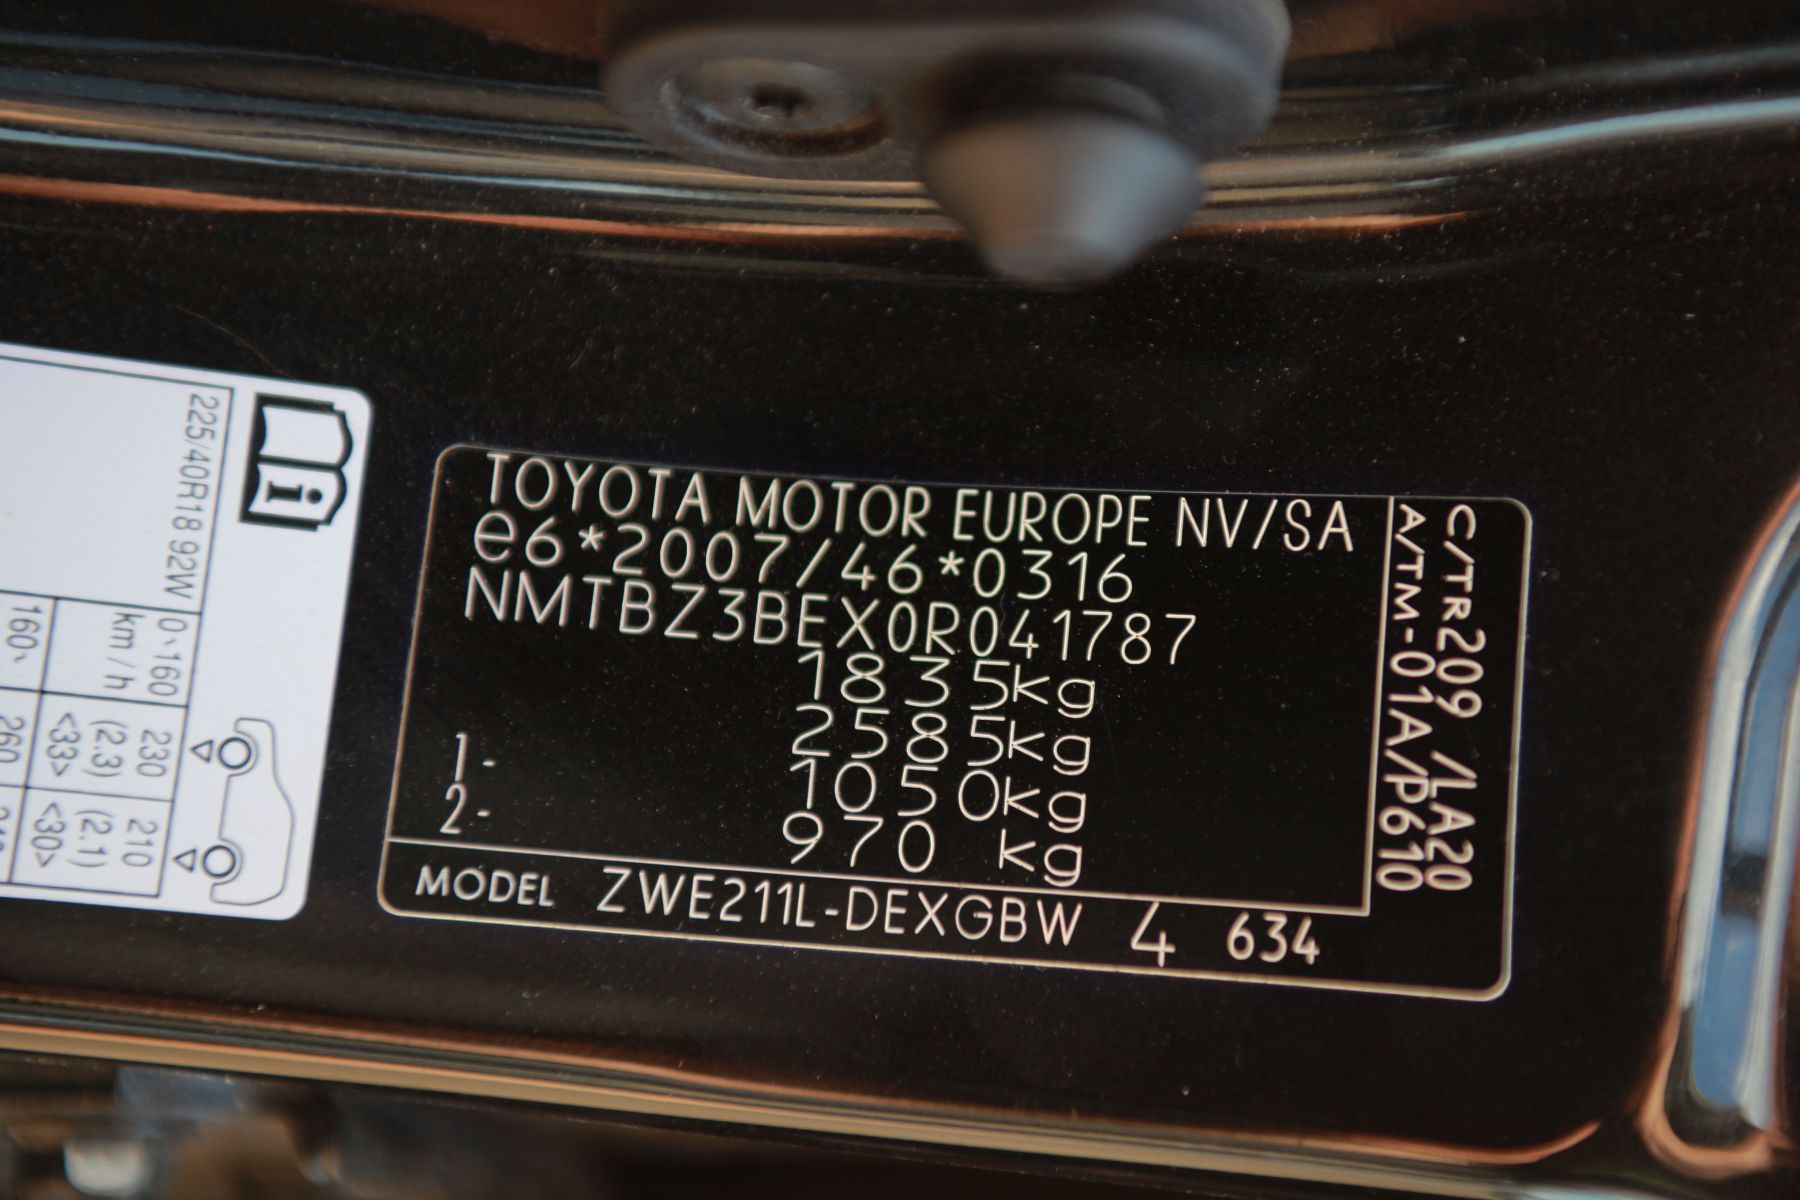 TOYOTA MOTOR EUROPE NV/SA
e6*2007/46*0316
NMTBZ3BEX0R041787
1835kg
2585kg
1- 1050kg
2- 970 kg
MODEL ZWE211L-DEXGBW 4 634
C/TR209 /LA20
A/TM-01A/P610
225/40R18 92W
0~160
km/h
230
(2.3)
<33>
210
(2.1)
<30>
160~
260
i